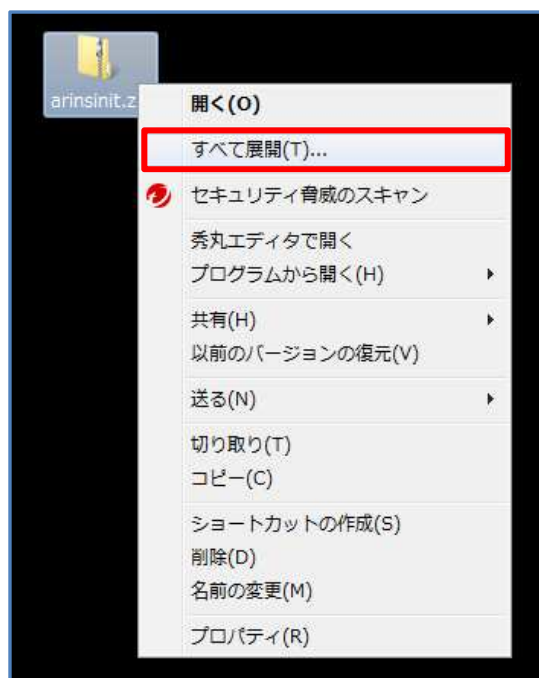 arinsinit.z
開く(O)
すべて展開(T)...
セキュリティ脅威のスキャン
秀丸エディタで開く
プログラムから開く(H)
共有(H)
以前のバージョンの復元(V)
送る(N)
切り取り(T)
コピー(C)
ショートカットの作成(S)
削除(D)
名前の変更(M)
プロパティ(R)